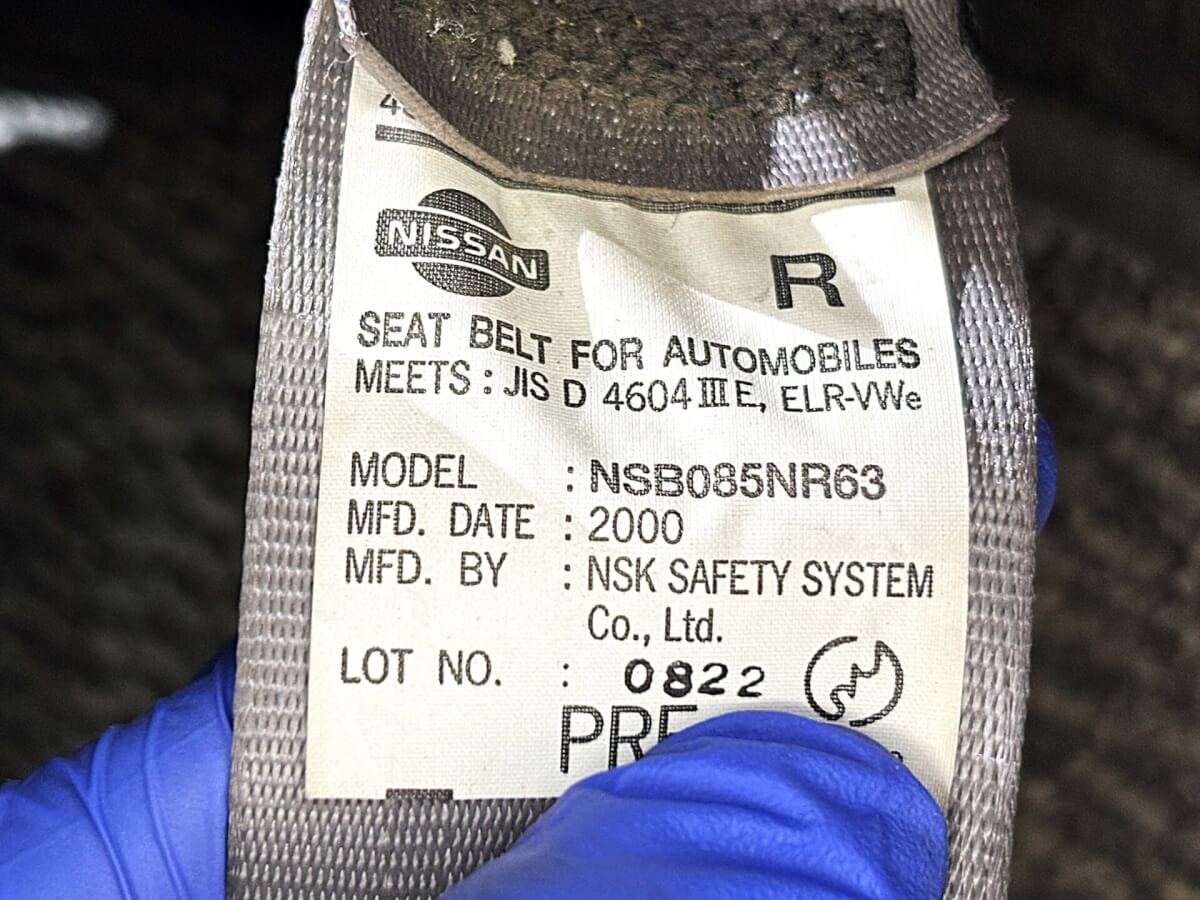 NISSAN
R
SEAT BELT FOR AUTOMOBILES
MEETS : JIS D 4604 III E, ELR-VWe
MODEL : NSB085NR63
MFD. DATE : 2000
MFD. BY : NSK SAFETY SYSTEM
Co., Ltd.
LOT NO. : 0822